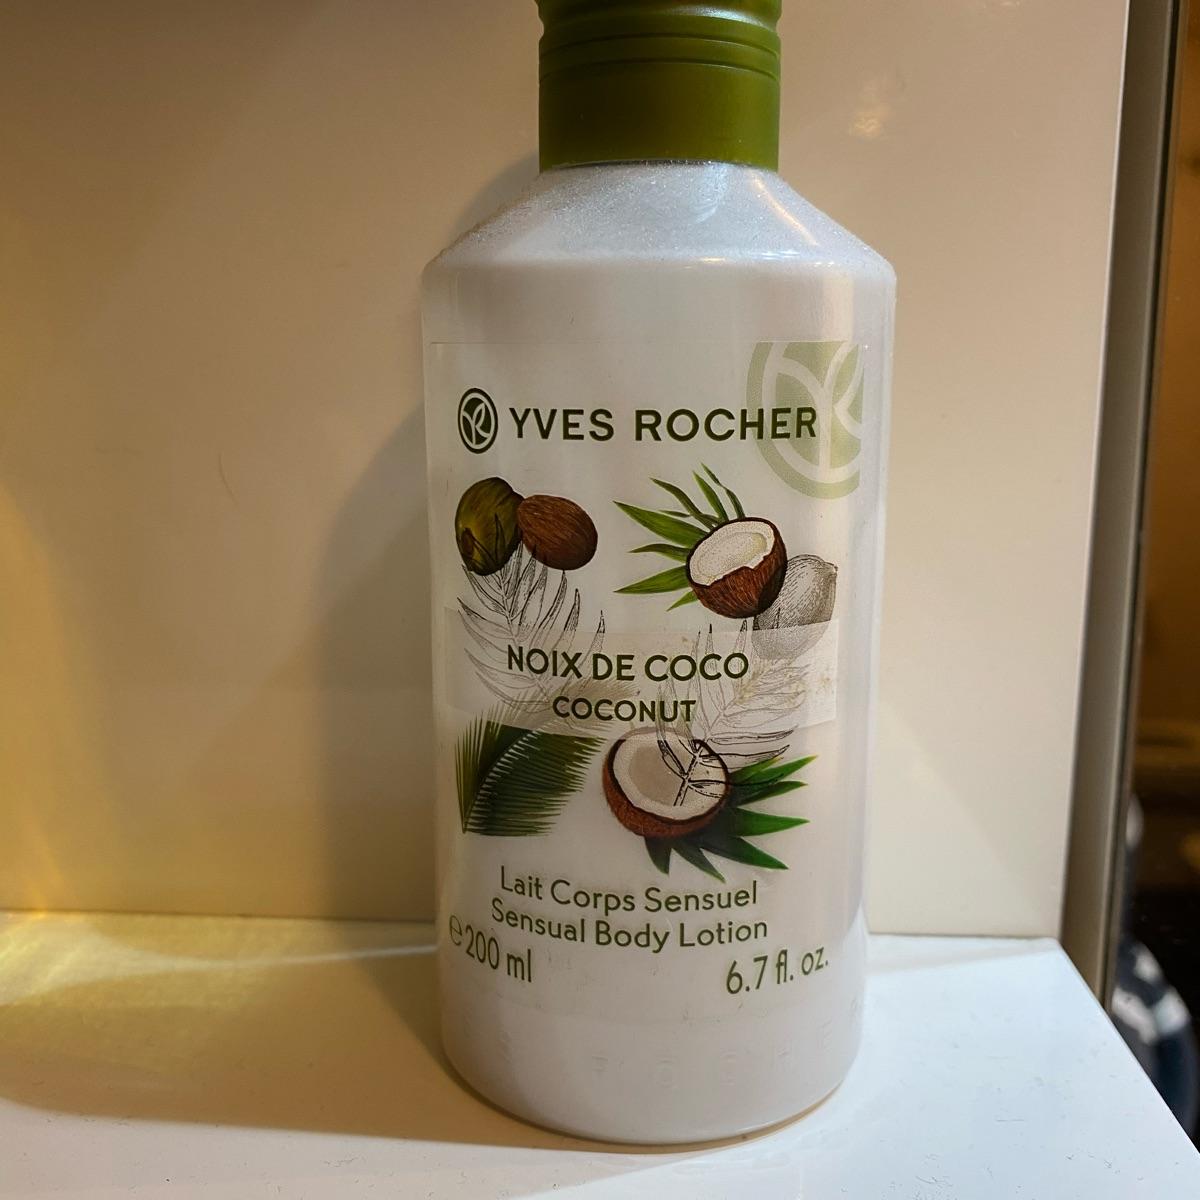 YVES ROCHER
NOIX DE COCO
COCONUT
Lait Corps Sensuel
Sensual Body Lotion
℮ 200 ml 6.7 fl. oz.